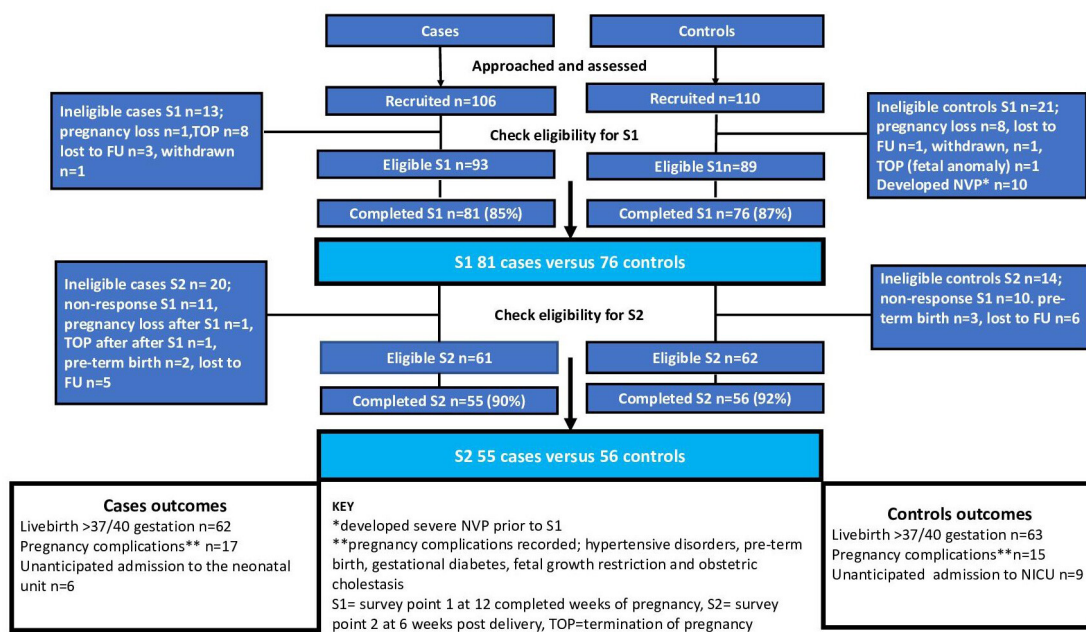 Cases
Controls
Approached and assessed
Recruited n=106
Recruited n=110
Ineligible cases S1 n=13;
pregnancy loss n=1,TOP n=8
lost to FU n=3, withdrawn
n=1
Ineligible controls S1 n=21;
pregnancy loss n=8, lost to
FU n=1, withdrawn, n=1,
TOP (fetal anomaly) n=1
Developed NVP* n=10
Check eligibility for S1
Eligible S1 n=93
Eligible S1n=89
Completed S1 n=81 (85%)
Completed S1 n=76 (87%)
S1 81 cases versus 76 controls
Ineligible cases S2 n= 20;
non-response S1 n=11,
pregnancy loss after S1 n=1,
TOP after after S1 n=1,
pre-term birth n=2, lost to
FU n=5
Ineligible controls S2 n=14;
non-response S1 n=10. pre-
term birth n=3, lost to FU n=6
Check eligibility for S2
Eligible S2 n=61
Eligible S2 n=62
Completed S2 n=55 (90%)
Completed S2 n=56 (92%)
S2 55 cases versus 56 controls
Cases outcomes
Livebirth >37/40 gestation n=62
Pregnancy complications** n=17
Unanticipated admission to the neonatal
unit n=6
KEY
*developed severe NVP prior to S1
**pregnancy complications recorded; hypertensive disorders, pre-term
birth, gestational diabetes, fetal growth restriction and obstetric
cholestasis
S1= survey point 1 at 12 completed weeks of pregnancy, S2= survey
point 2 at 6 weeks post delivery, TOP=termination of pregnancy
Controls outcomes
Livebirth >37/40 gestation n=63
Pregnancy complications**n=15
Unanticipated admission to NICU n=9